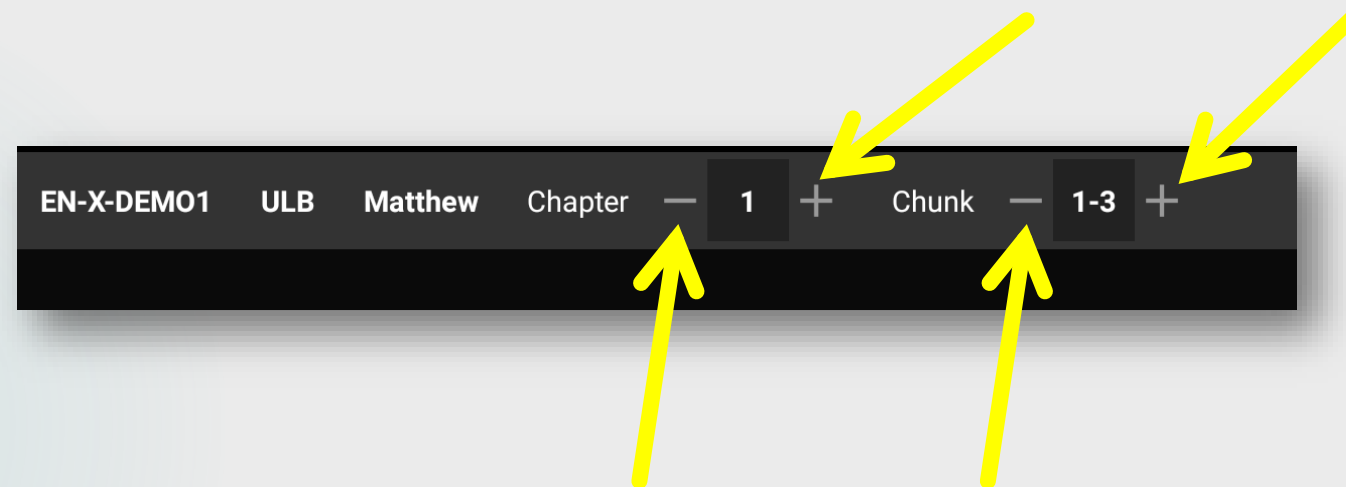 EN-X-DEMO1 ULB Matthew Chapter — 1 + Chunk — 1-3 +